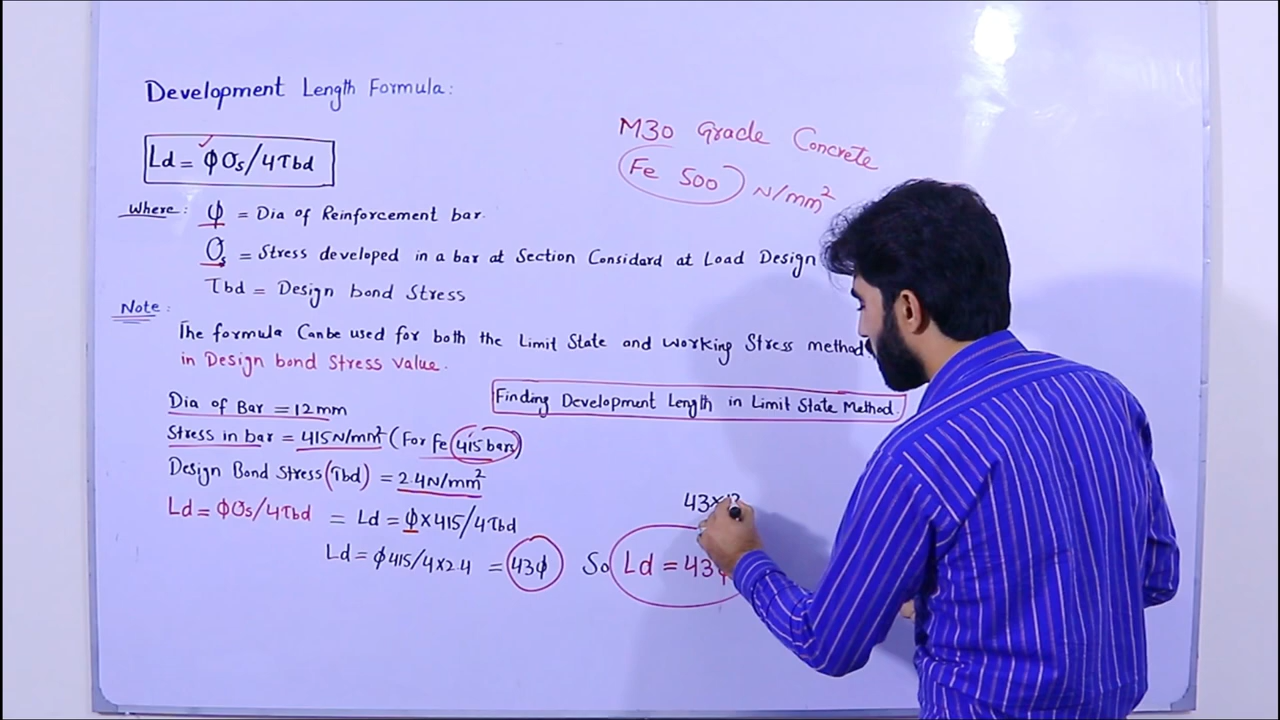 Development Length Formula:
Ld = ϕ σs/4τbd
M30 Grade Concrete
Fe 500 N/mm²
Where: ϕ = Dia of Reinforcement bar.
σs = Stress developed in a bar at Section Considard at Load Design
τbd = Design bond Stress
Note:
The formula Canbe used for both the Limit State and working Stress method
in Design bond Stress value.
Finding Development Length in Limit State Method.
Dia of Bar = 12mm
Stress in bar = 415N/mm² (For Fe 415 bars)
Design Bond Stress (τbd) = 2.4N/mm²
Ld = ϕσs/4τbd = Ld = ϕ×415/4τbd
43×
Ld = ϕ415/4×2.4 = 43ϕ So Ld = 43ϕ